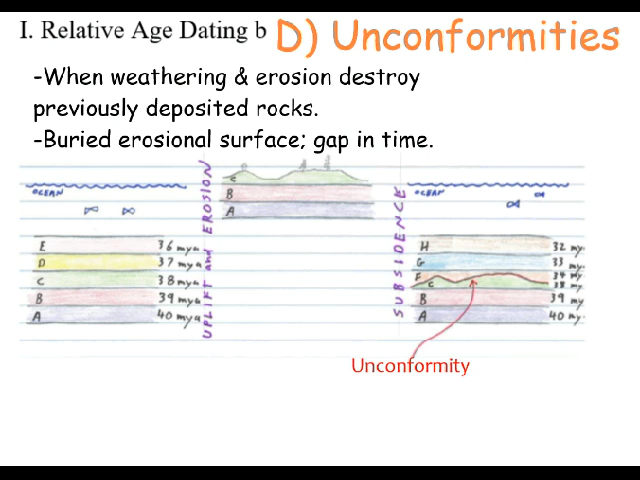 I. Relative Age Dating b
D) Unconformities
-When weathering & erosion destroy
previously deposited rocks.
-Buried erosional surface; gap in time.
OCEAN
E 36 mya
D 37 mya
C 38 mya
B 39 mya
A 40 mya
UPLIFT and EROSION
C
B
A
SUBSIDENCE
OCEAN
H 32 my
G 33 my
F 34 my
C 38 my
B 39 my
A 40 my
Unconformity